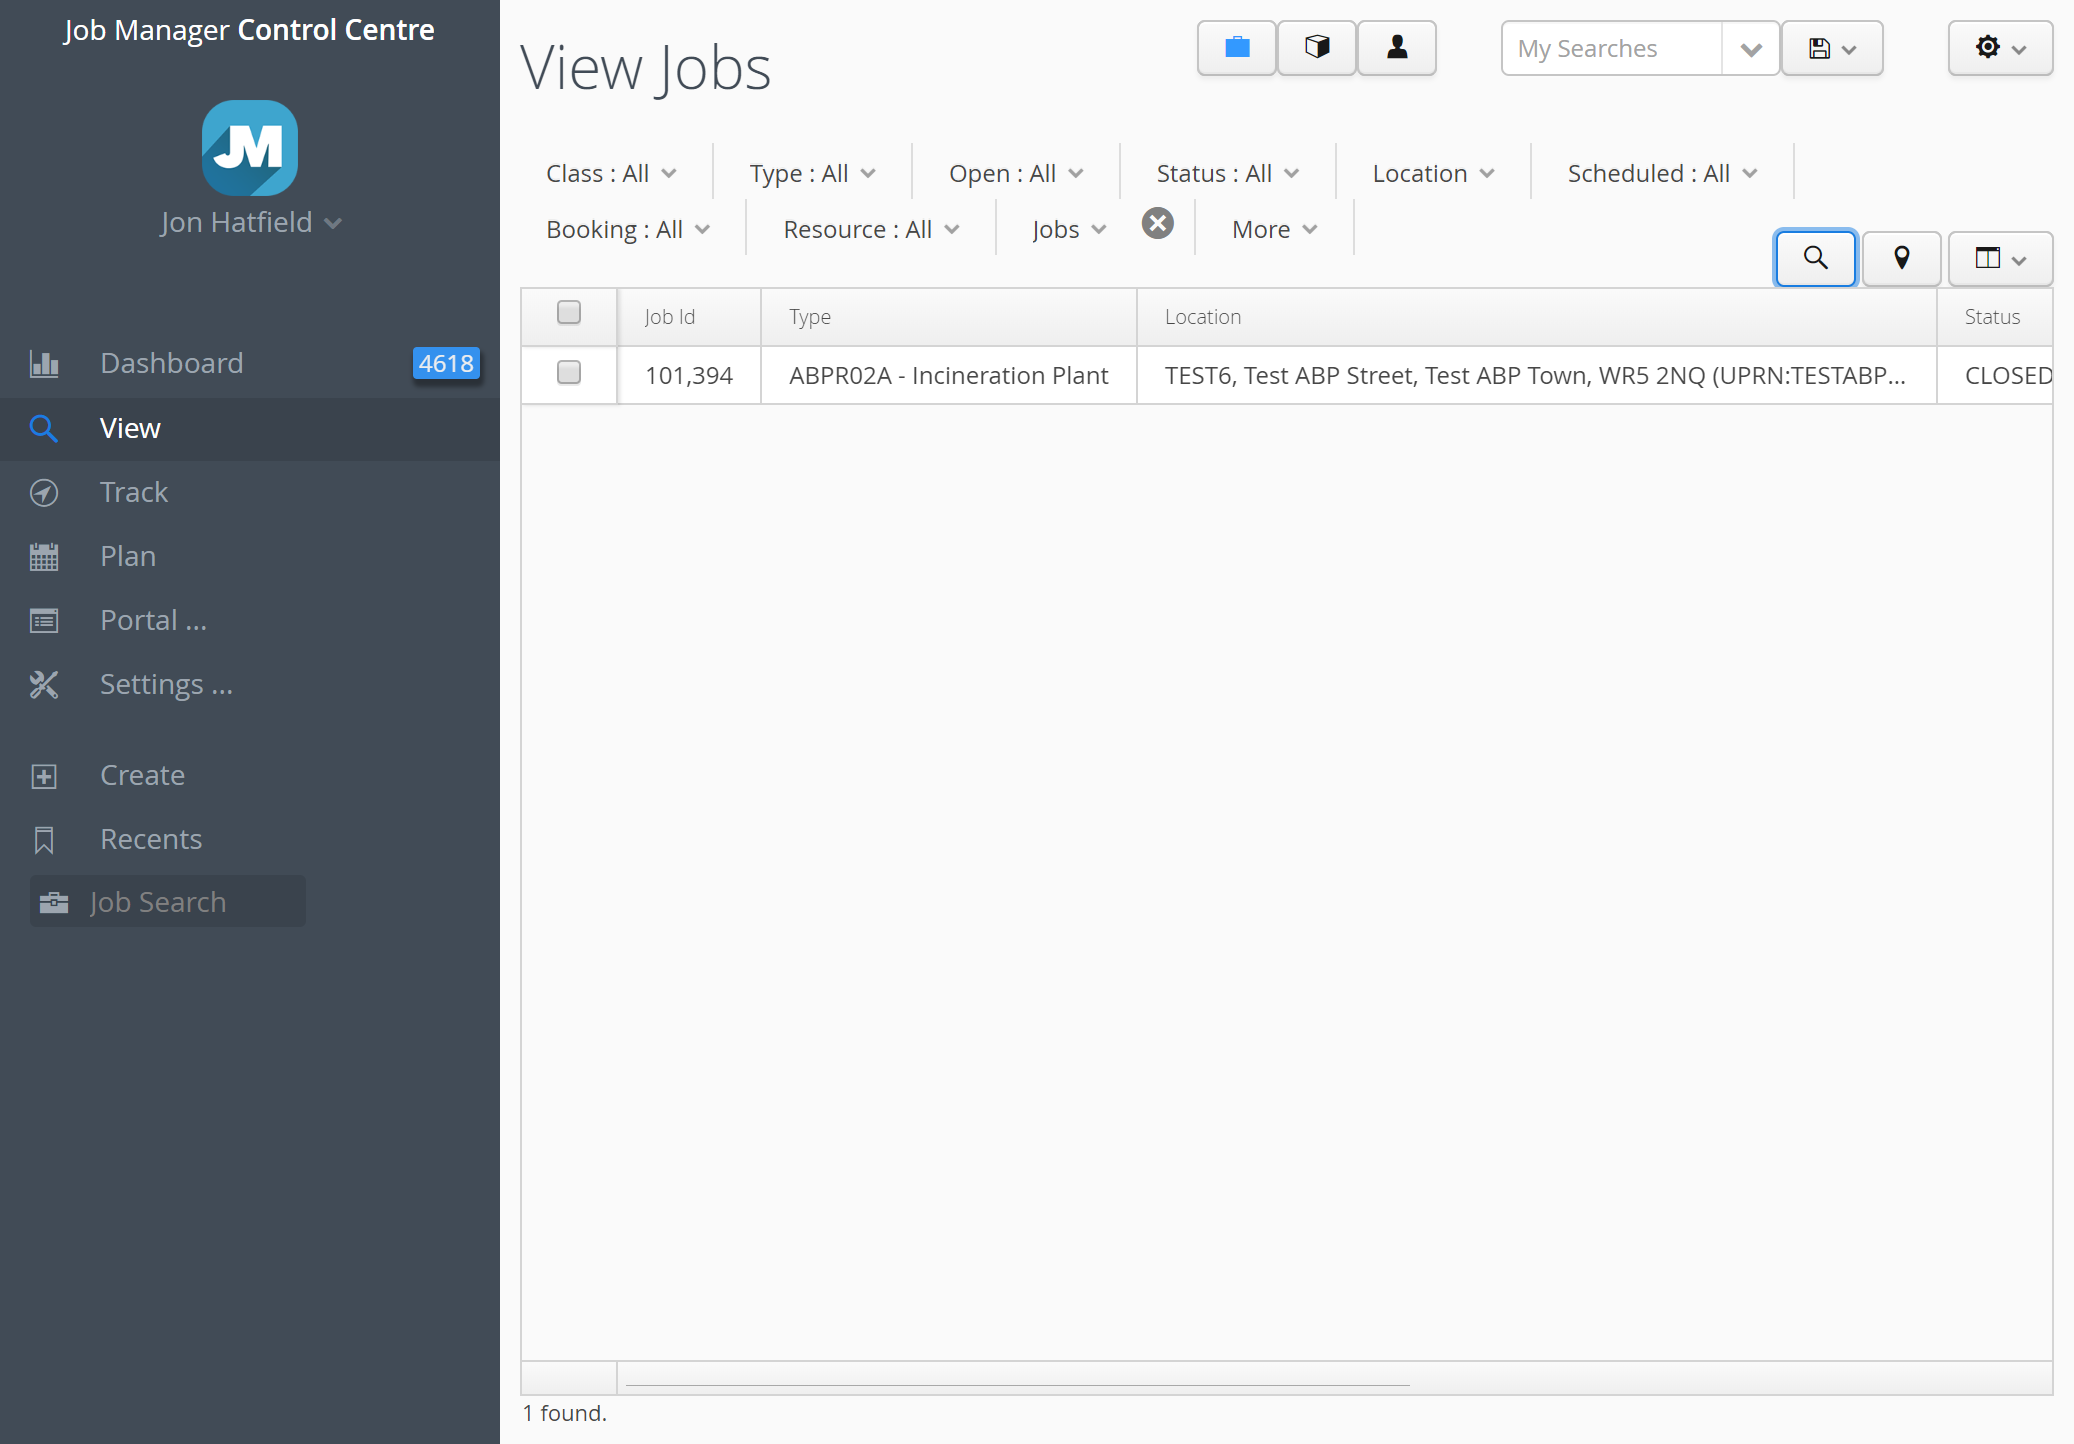 Job Manager Control Centre
JM
Jon Hatfield
Dashboard 4618
View
Track
Plan
Portal ...
Settings ...
Create
Recents
Job Search
View Jobs
My Searches
Class : All Type : All Open : All Status : All Location Scheduled : All
Booking : All Resource : All Jobs More
Job Id Type Location Status
101,394 ABPR02A - Incineration Plant TEST6, Test ABP Street, Test ABP Town, WR5 2NQ (UPRN:TESTABP... CLOSED
1 found.